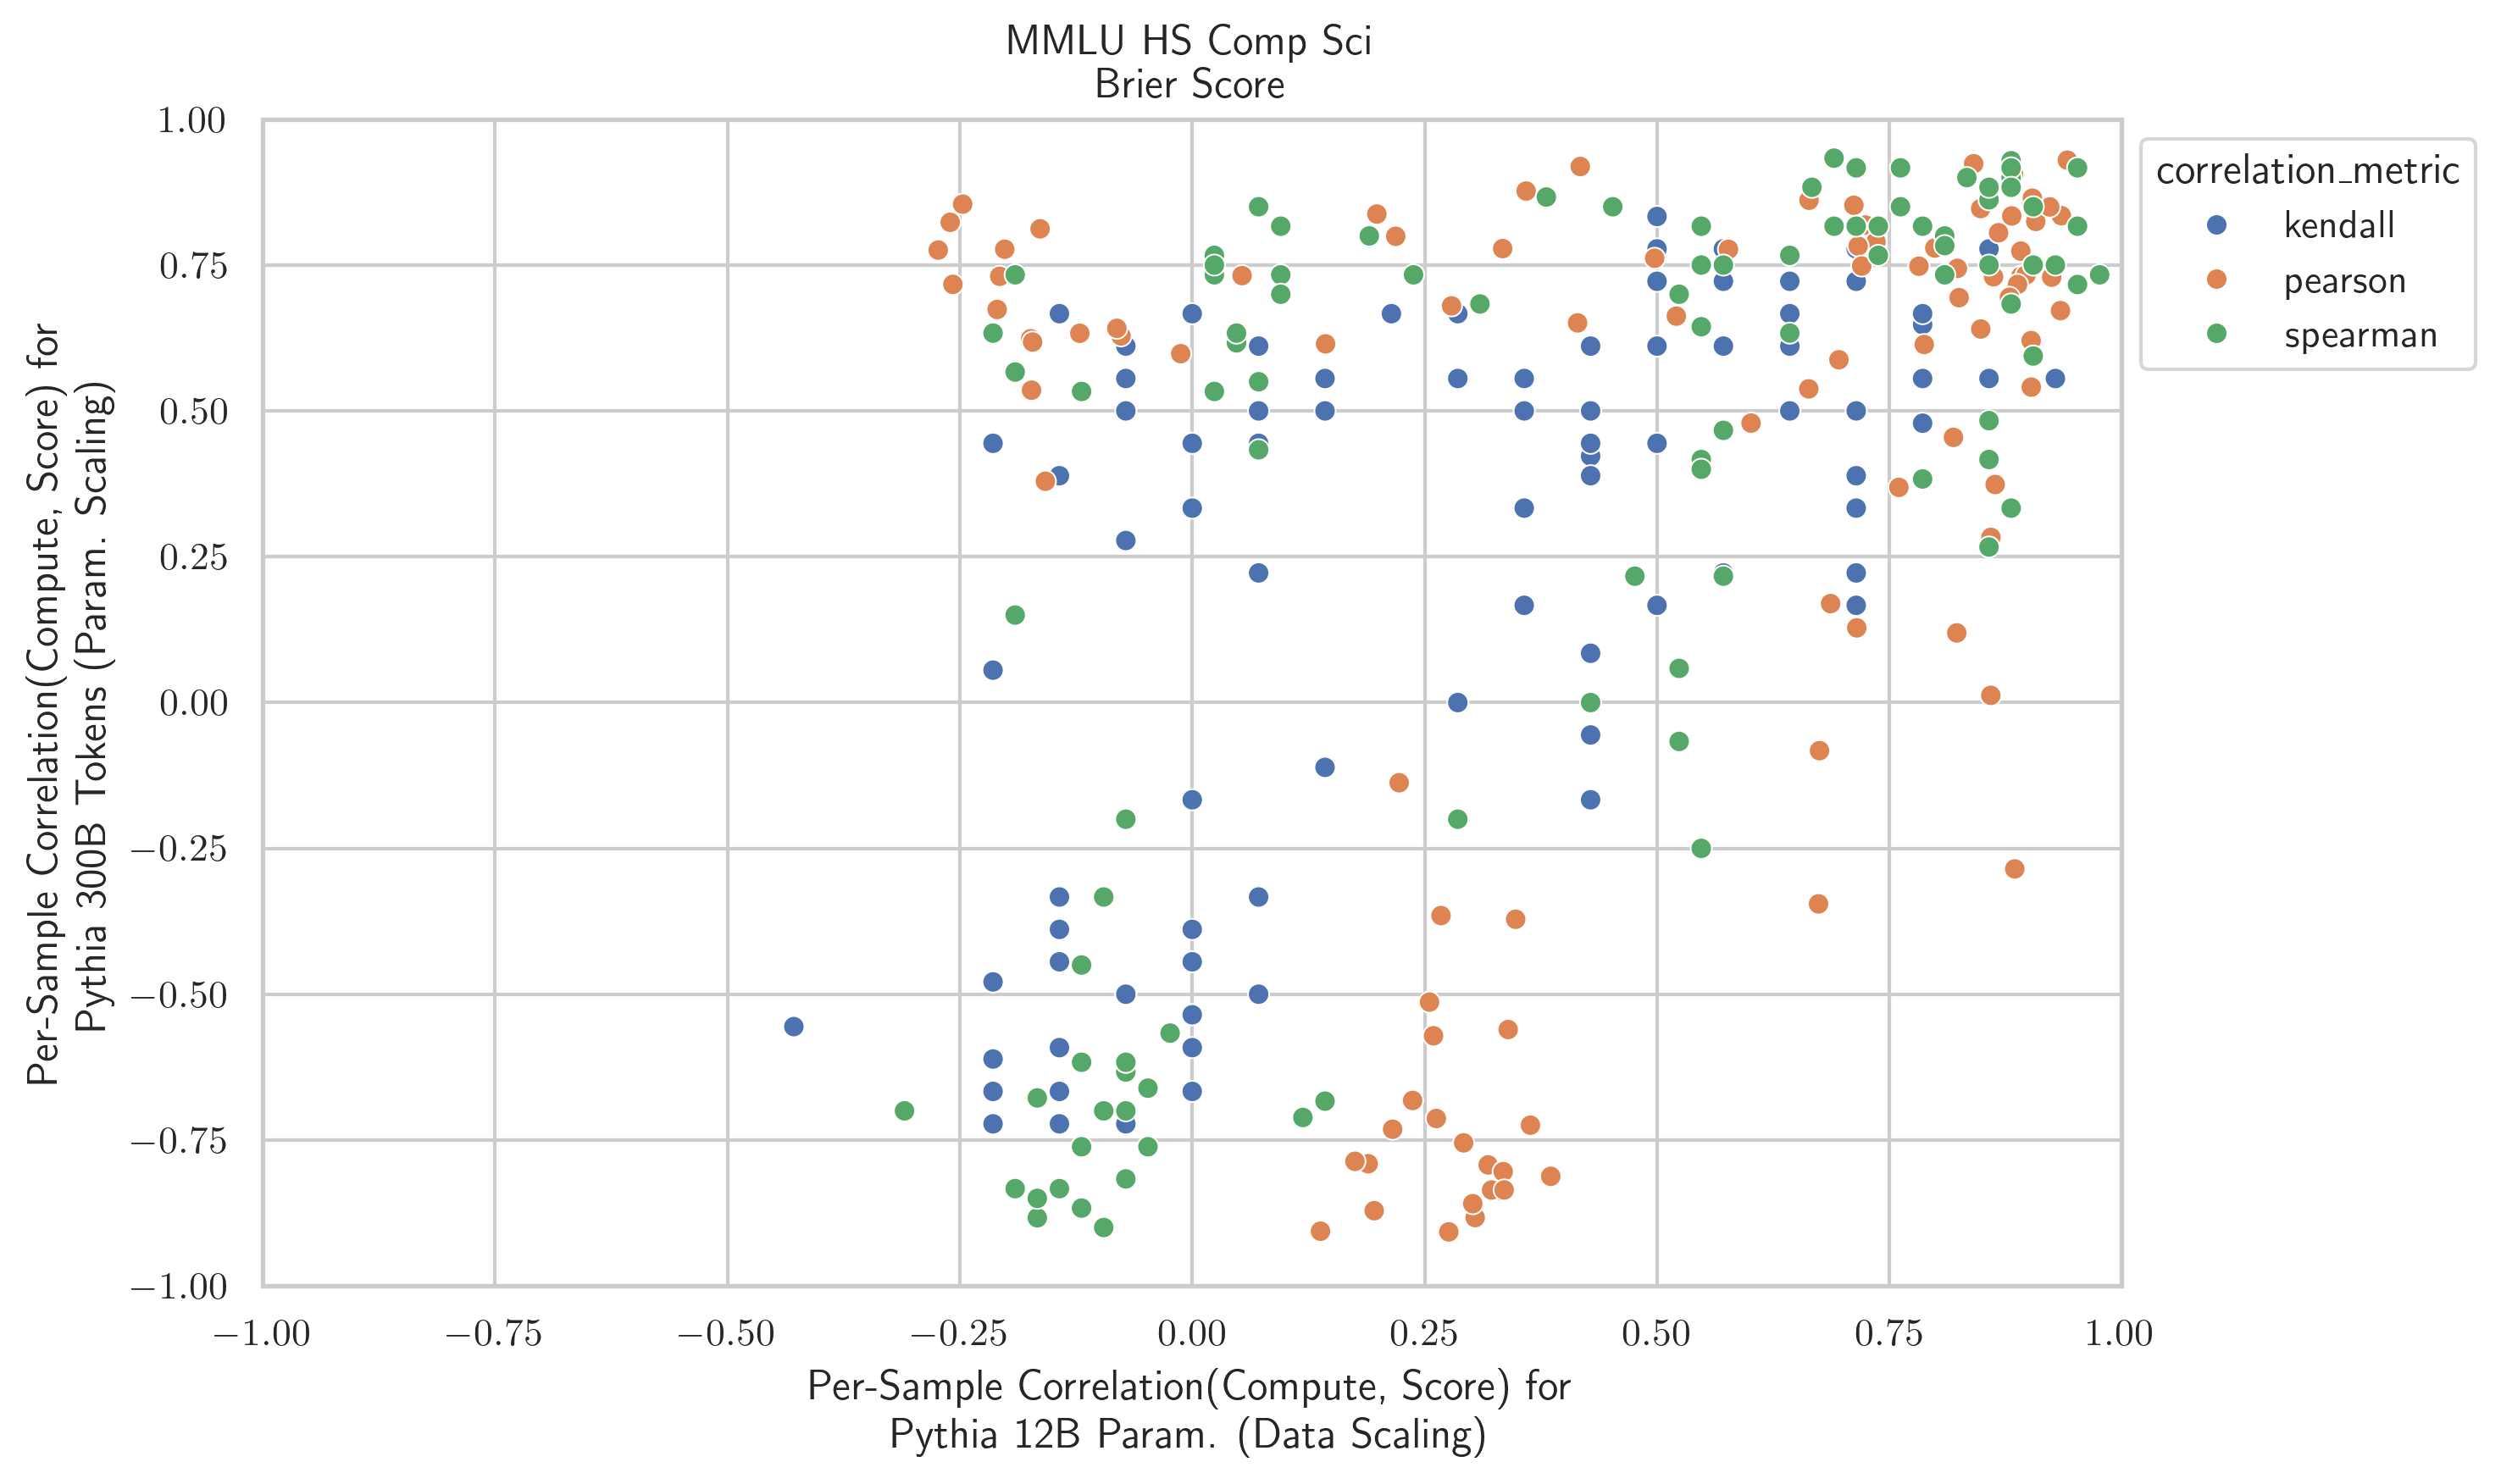 MMLU HS Comp Sci
Brier Score
1.00
0.75
0.50
0.25
0.00
−0.25
−0.50
−0.75
−1.00
Per-Sample Correlation(Compute, Score) for
Pythia 300B Tokens (Param. Scaling)
correlation_metric
kendall
pearson
spearman
−1.00 −0.75 −0.50 −0.25 0.00 0.25 0.50 0.75 1.00
Per-Sample Correlation(Compute, Score) for
Pythia 12B Param. (Data Scaling)